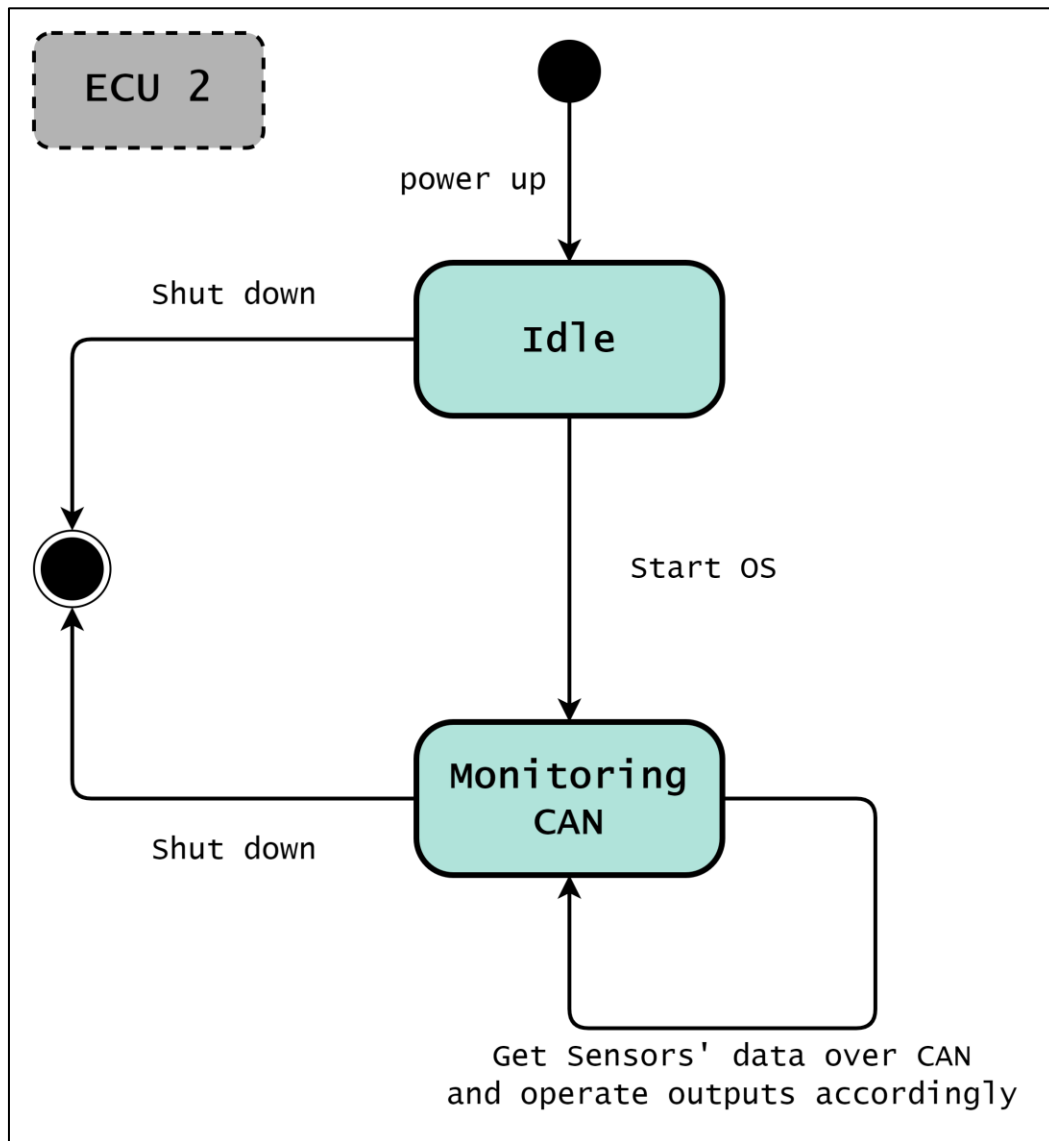 ECU 2
power up
Shut down
Idle
Start OS
Monitoring
CAN
Shut down
Get Sensors' data over CAN
and operate outputs accordingly